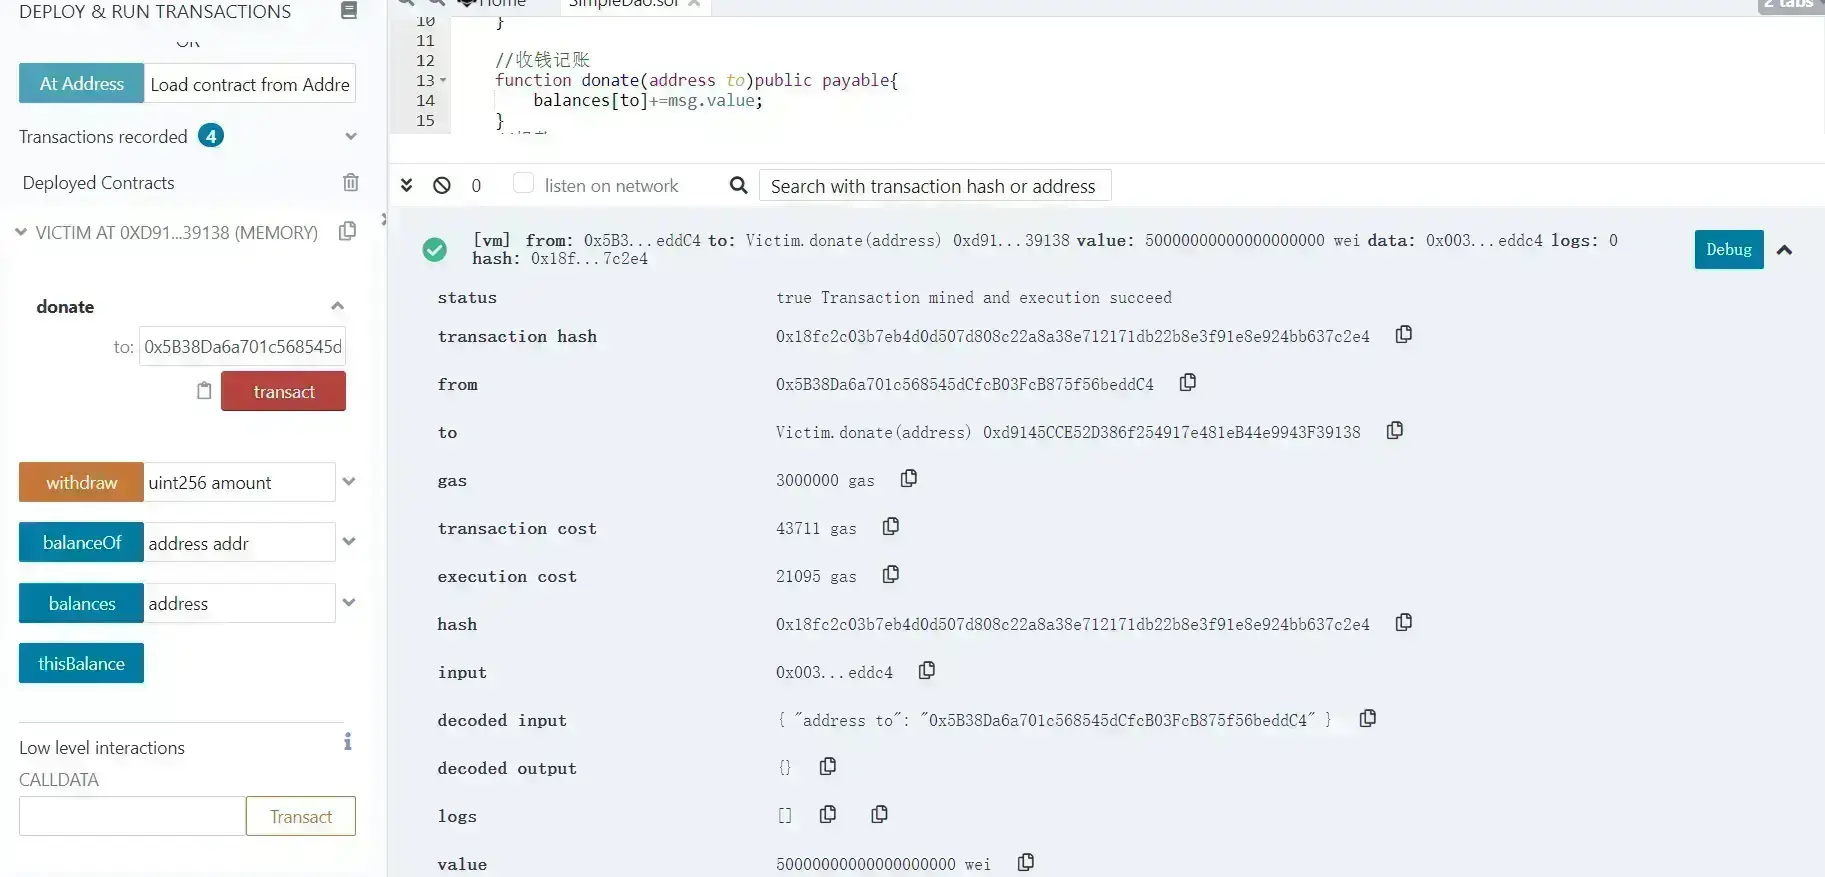 DEPLOY & RUN TRANSACTIONS
OR
At Address
Load contract from Addre
Transactions recorded 4
Deployed Contracts
VICTIM AT 0XD91...39138 (MEMORY)
donate
to: 0x5B38Da6a701c568545d
transact
withdraw
uint256 amount
balanceOf
address addr
balances
address
thisBalance
Low level interactions
CALLDATA
Transact
Home
SimpleDao.sol
2 tabs
10 }
11
12 //收钱记账
13 function donate(address to)public payable{
14 balances[to]+=msg.value;
15 }
0
listen on network
Search with transaction hash or address
[vm] from: 0x5B3...eddC4 to: Victim.donate(address) 0xd91...39138 value: 50000000000000000000 wei data: 0x003...eddc4 logs: 0
hash: 0x18f...7c2e4
Debug
status true Transaction mined and execution succeed
transaction hash 0x18fc2c03b7eb4d0d507d808c22a8a38e712171db22b8e3f91e8e924bb637c2e4
from 0x5B38Da6a701c568545dCfcB03FcB875f56beddC4
to Victim.donate(address) 0xd9145CCE52D386f254917e481eB44e9943F39138
gas 3000000 gas
transaction cost 43711 gas
execution cost 21095 gas
hash 0x18fc2c03b7eb4d0d507d808c22a8a38e712171db22b8e3f91e8e924bb637c2e4
input 0x003...eddc4
decoded input { "address to": "0x5B38Da6a701c568545dCfcB03FcB875f56beddC4" }
decoded output {}
logs []
value 50000000000000000000 wei